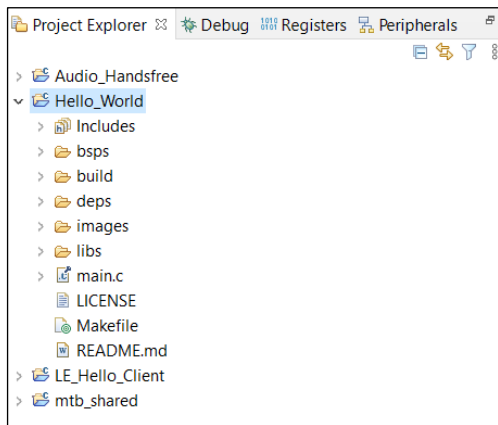 Project Explorer Debug Registers Peripherals
Audio_Handsfree
Hello_World
Includes
bsps
build
deps
images
libs
main.c
LICENSE
Makefile
README.md
LE_Hello_Client
mtb_shared